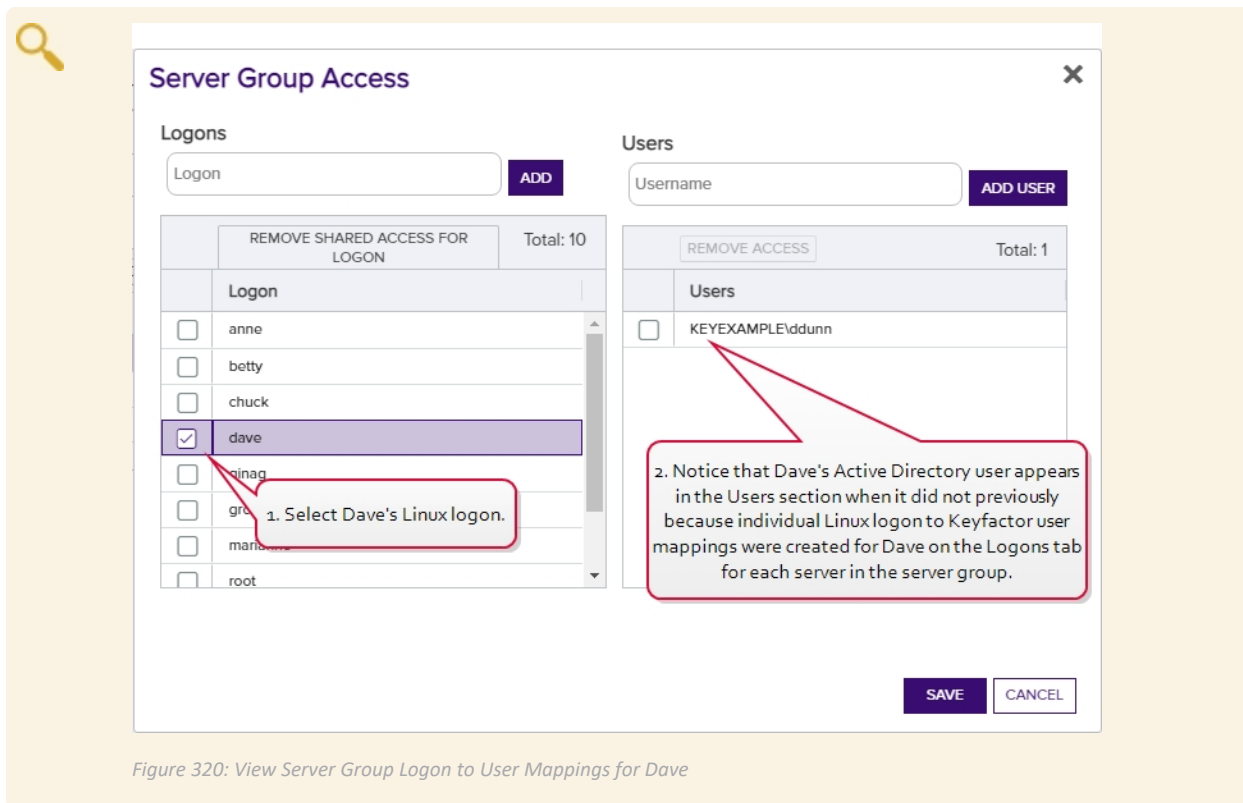 Server Group Access
Logons
Logon
ADD
REMOVE SHARED ACCESS FOR
LOGON
Total: 10
Logon
anne
betty
chuck
dave
ginag
root
1. Select Dave's Linux logon.
Users
Username
ADD USER
REMOVE ACCESS
Total: 1
Users
KEYEXAMPLE\ddunn
2. Notice that Dave's Active Directory user appears
in the Users section when it did not previously
because individual Linux logon to Keyfactor user
mappings were created for Dave on the Logons tab
for each server in the server group.
SAVE
CANCEL
Figure 320: View Server Group Logon to User Mappings for Dave